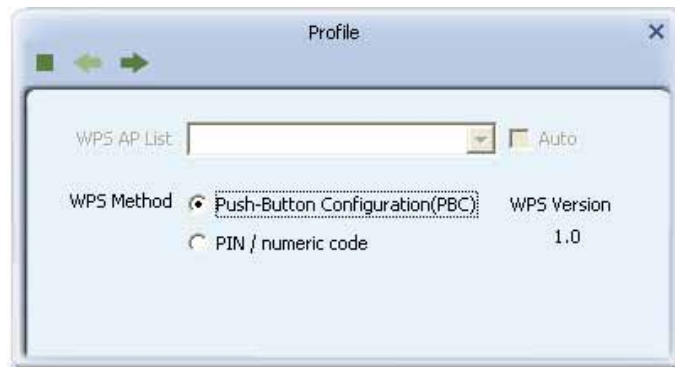 Profile
WPS AP List
Auto
WPS Method
Push-Button Configuration(PBC)
WPS Version
PIN / numeric code
1.0